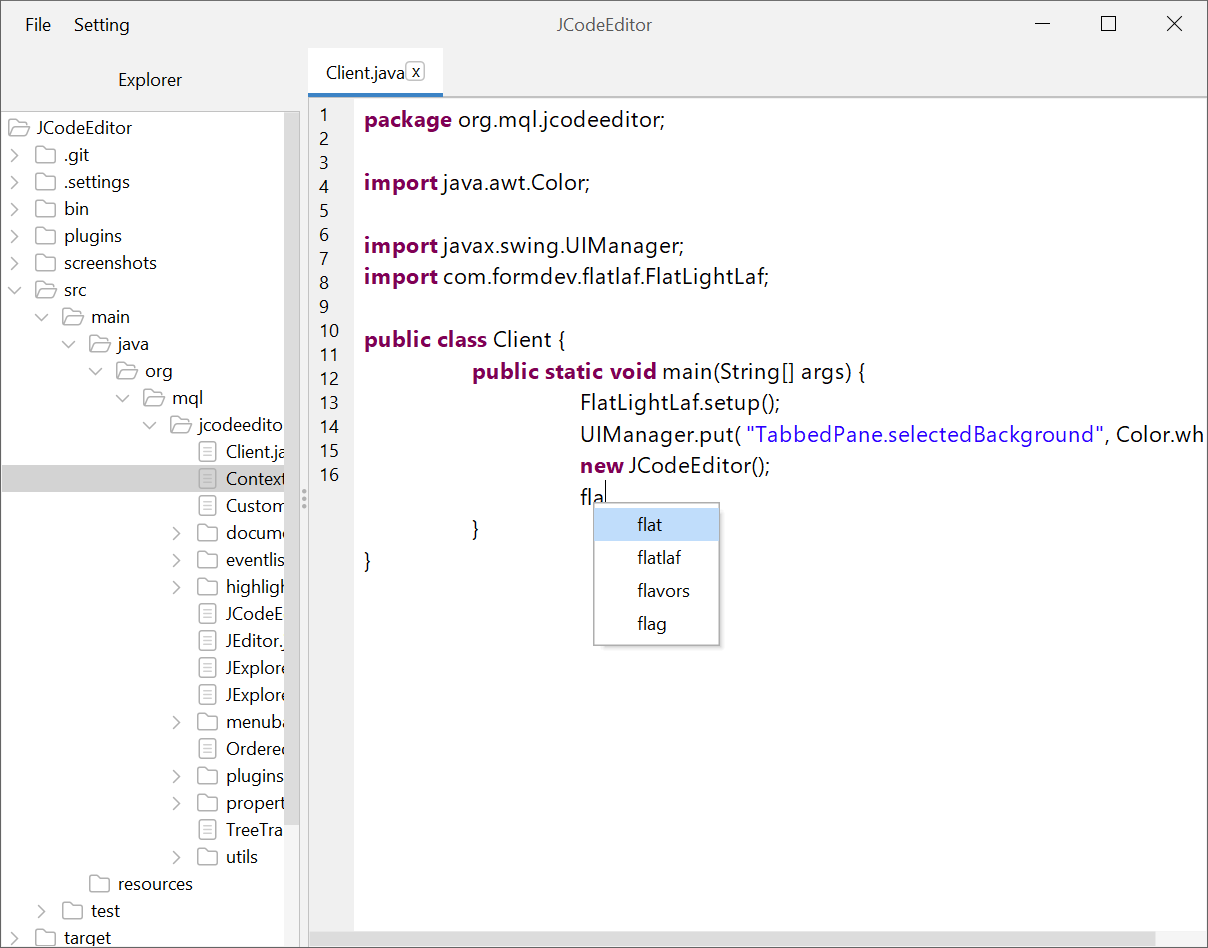 File Setting JCodeEditor
Explorer
Client.java x
JCodeEditor
.git
.settings
bin
plugins
screenshots
src
main
java
org
mql
jcodeedito
Client.ja
Context
Custom
docume
eventlis
highligh
JCodeE
JEditor.
JExplore
JExplore
menuba
Ordered
plugins
propert
TreeTra
utils
resources
test
target
1
2
3
4
5
6
7
8
9
10
11
12
13
14
15
16
package org.mql.jcodeeditor;
import java.awt.Color;
import javax.swing.UIManager;
import com.formdev.flatlaf.FlatLightLaf;
public class Client {
public static void main(String[] args) {
FlatLightLaf.setup();
UIManager.put( "TabbedPane.selectedBackground", Color.wh
new JCodeEditor();
fla
}
}
flat
flatlaf
flavors
flag